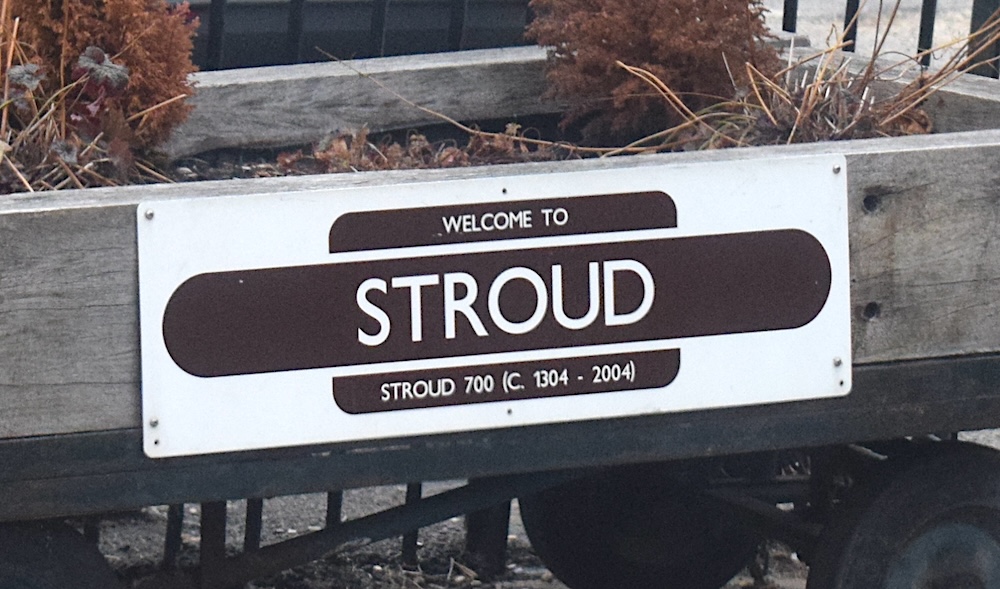 WELCOME TO
STROUD
STROUD 700 (C. 1304 - 2004)